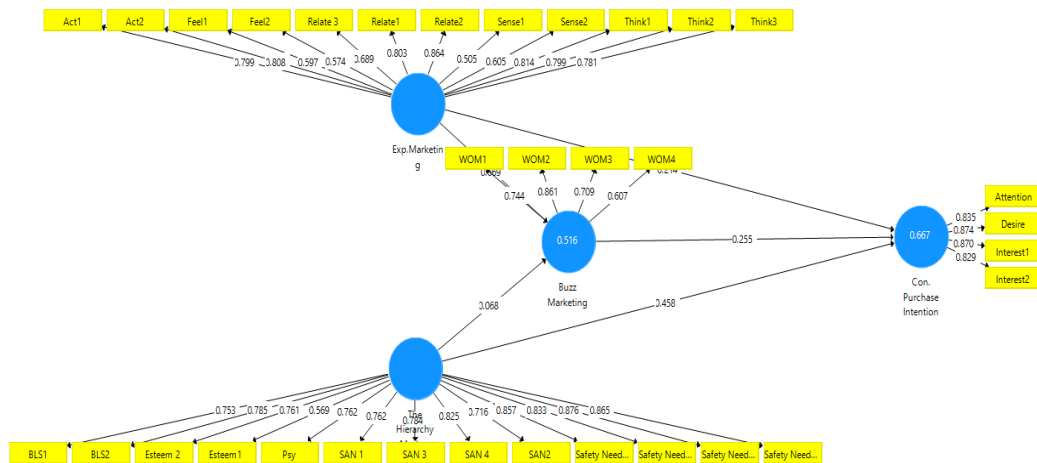 Act1 Act2 Feel1 Feel2 Relate 3 Relate1 Relate2 Sense1 Sense2 Think1 Think2 Think3
0.799 0.808 0.597 0.574 0.689 0.803 0.864 0.505 0.605 0.814 0.799 0.781
Exp.Marketin
g
WOM1 WOM2 WOM3 WOM4
0.744 0.861 0.709 0.607
Attention
Desire
Interest1
Interest2
0.835
0.874
0.870
0.829
0.516
0.667
0.255
Buzz
Marketing
Con.
Purchase
Intention
0.068
0.458
0.753 0.785 0.761 0.569 0.762 0.762 0.784 0.825 0.716 0.857 0.833 0.876 0.865
The
Hierarchy
BLS1 BLS2 Esteem 2 Esteem1 Psy SAN 1 SAN 3 SAN 4 SAN2 Safety Need... Safety Need... Safety Need... Safety Need...